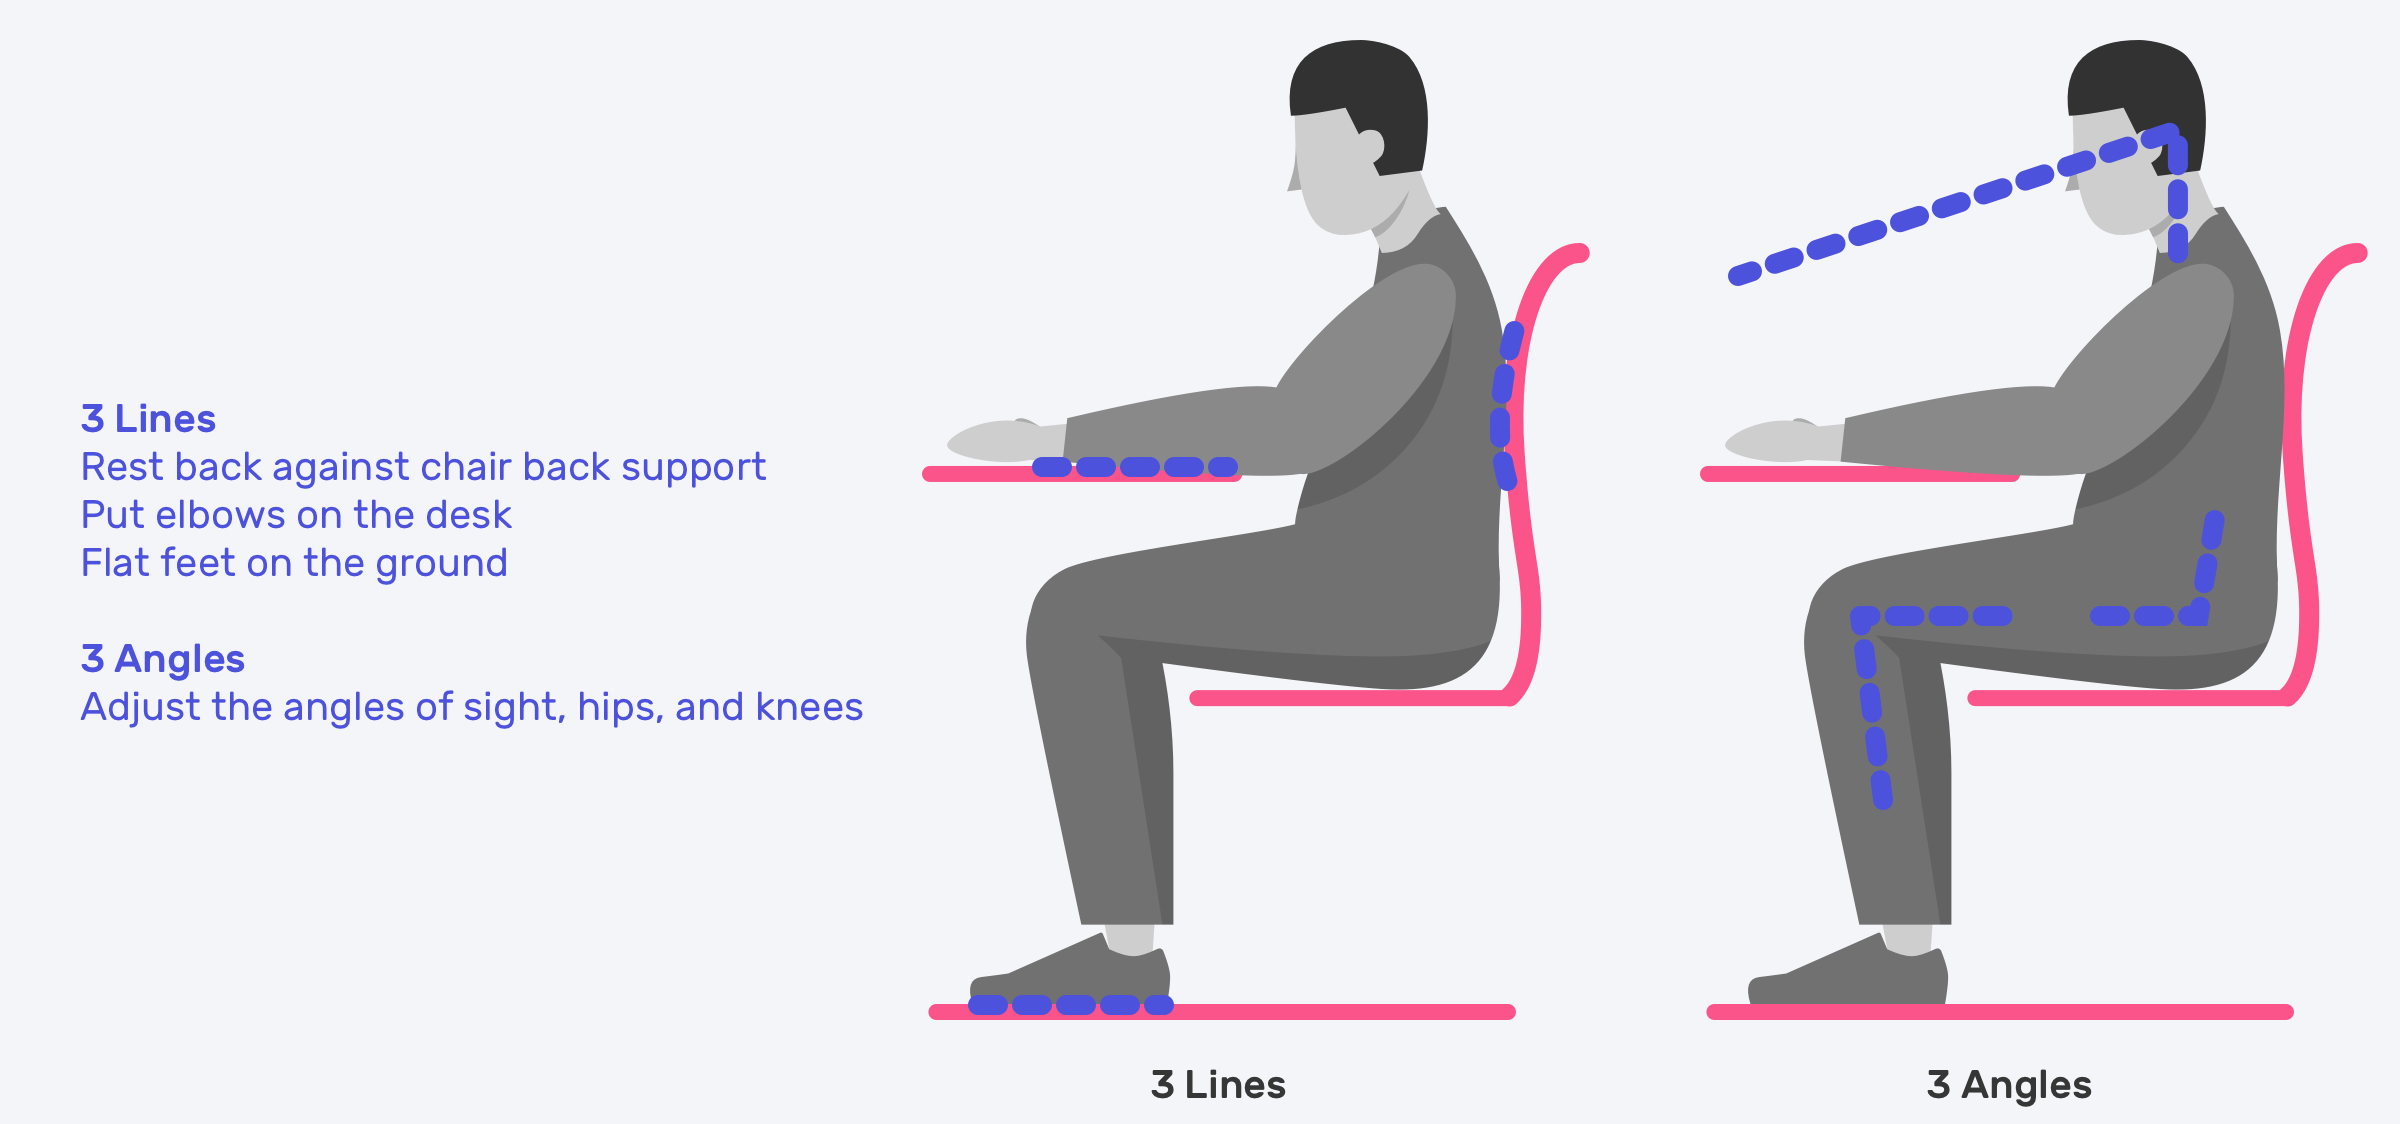 3 Lines
Rest back against chair back support
Put elbows on the desk
Flat feet on the ground
3 Angles
Adjust the angles of sight, hips, and knees
3 Lines
3 Angles